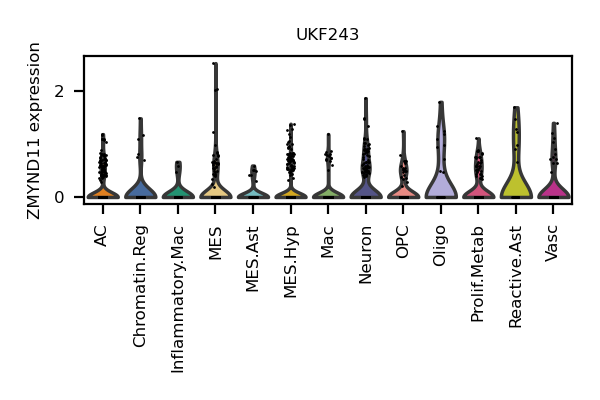 UKF243
ZMYND11 expression
2
0
AC
Chromatin.Reg
Inflammatory.Mac
MES
MES.Ast
MES.Hyp
Mac
Neuron
OPC
Oligo
Prolif.Metab
Reactive.Ast
Vasc